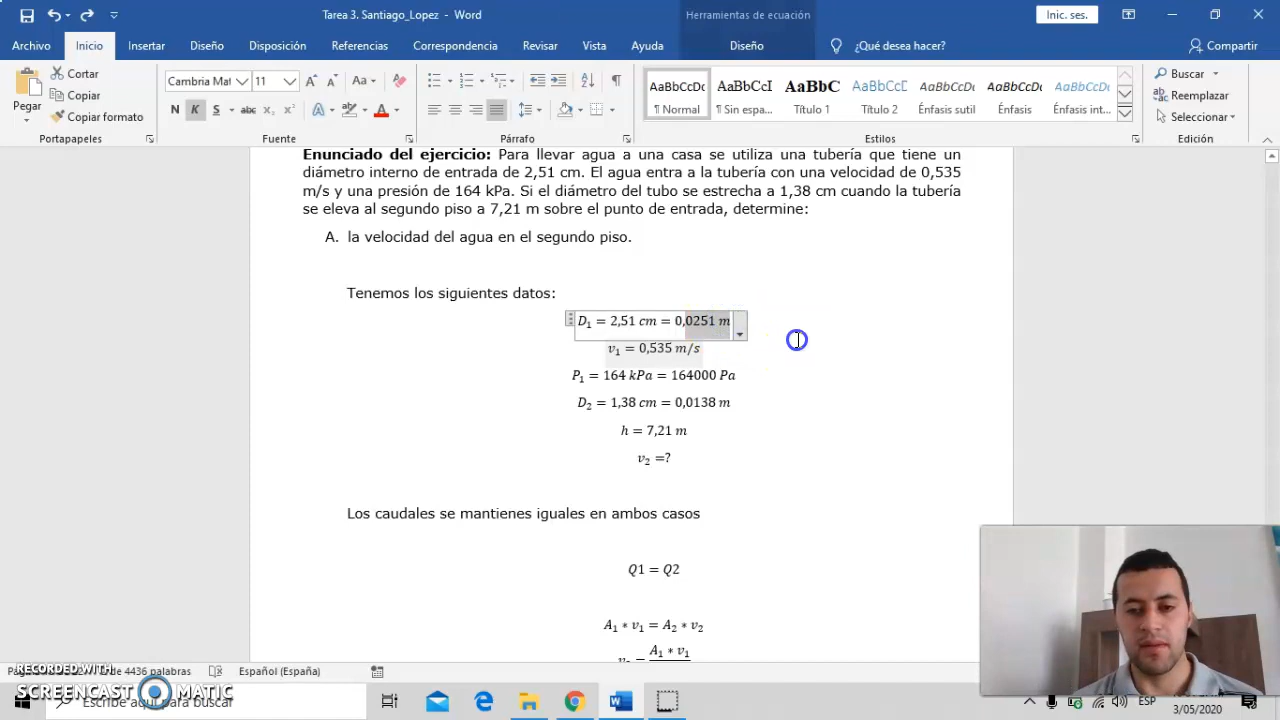 Tarea 3. Santiago_Lopez - Word
Herramientas de ecuación
Inic. ses.
Archivo Inicio Insertar Diseño Disposición Referencias Correspondencia Revisar Vista Ayuda Diseño ¿Qué desea hacer? Compartir
Pegar
Cortar
Copiar
Copiar formato
Portapapeles
Cambria Mat 11
N K S abc x₂ x²
Fuente
Párrafo
AaBbCcDc AaBbCcI AaBbC AaBbCcD AaBbCcDc AaBbCcDc AaBbCcDc
¶ Normal ¶ Sin espa... Título 1 Título 2 Énfasis sutil Énfasis Énfasis int...
Estilos
Buscar
Reemplazar
Seleccionar
Edición
Enunciado del ejercicio: Para llevar agua a una casa se utiliza una tubería que tiene un
diámetro interno de entrada de 2,51 cm. El agua entra a la tubería con una velocidad de 0,535
m/s y una presión de 164 kPa. Si el diámetro del tubo se estrecha a 1,38 cm cuando la tubería
se eleva al segundo piso a 7,21 m sobre el punto de entrada, determine:
A. la velocidad del agua en el segundo piso.
Tenemos los siguientes datos:
D₁ = 2,51 cm = 0,0251 m
v₁ = 0,535 m/s
P₁ = 164 kPa = 164000 Pa
D₂ = 1,38 cm = 0,0138 m
h = 7,21 m
v₂ =?
Los caudales se mantienes iguales en ambos casos
Q1 = Q2
A₁ ∗ v₁ = A₂ ∗ v₂
A₁ ∗ v₁
de 4436 palabras Español (España)
RECORDED WITH
SCREENCAST MATIC
Escribe aquí para buscar
ESP
3/05/2020